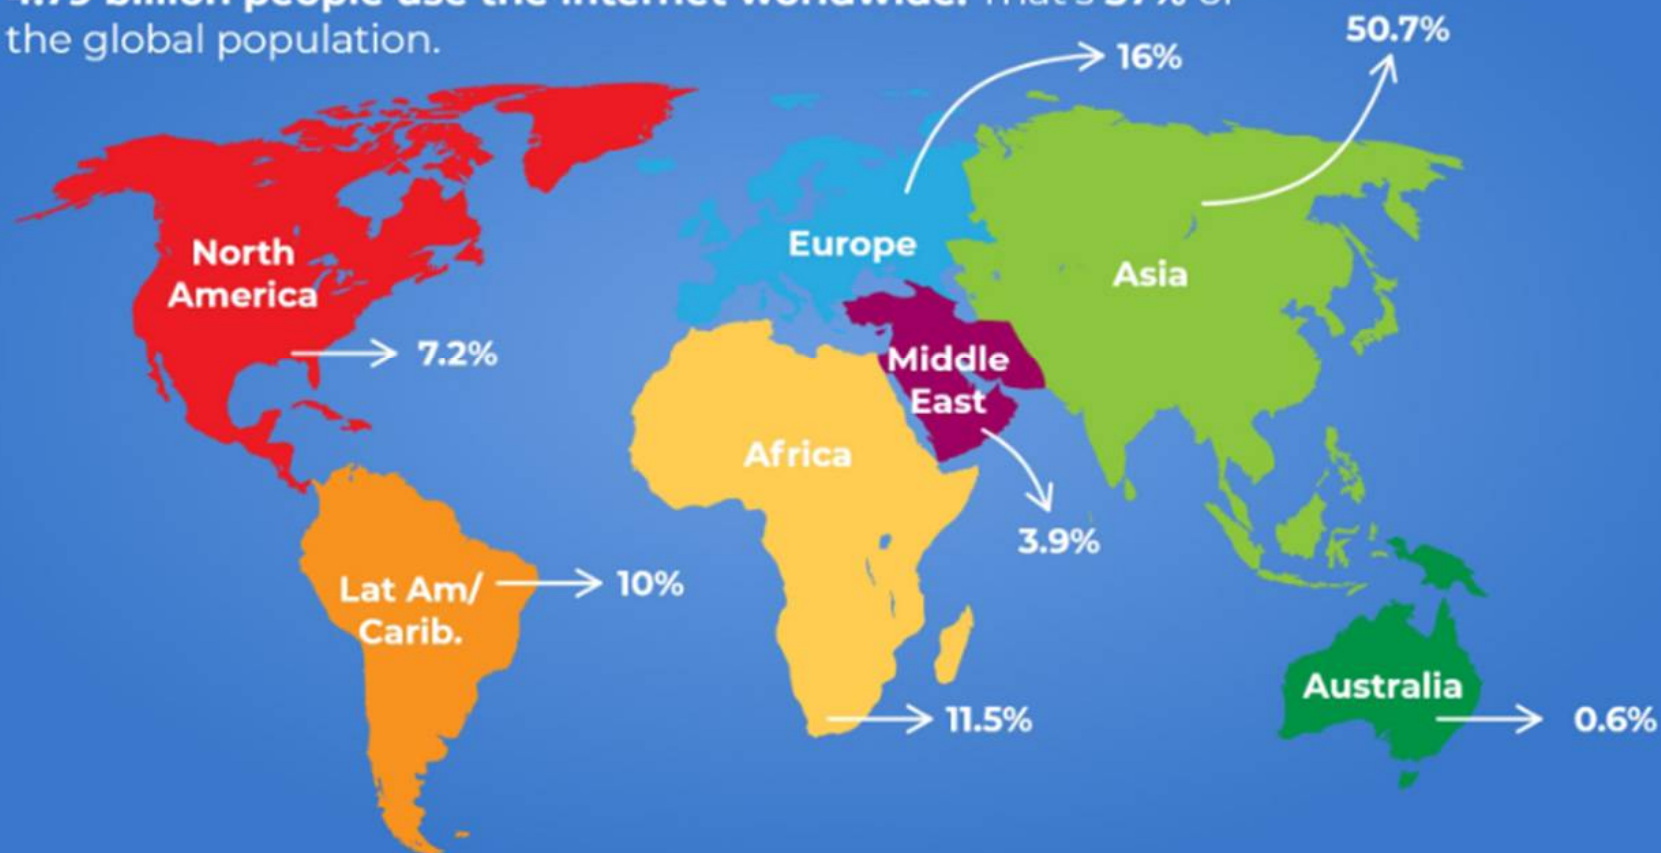 the global population.
50.7%
16%
North
America
Europe
Asia
7.2%
Middle
East
Africa
3.9%
Lat Am/
Carib.
10%
Australia
11.5%
0.6%